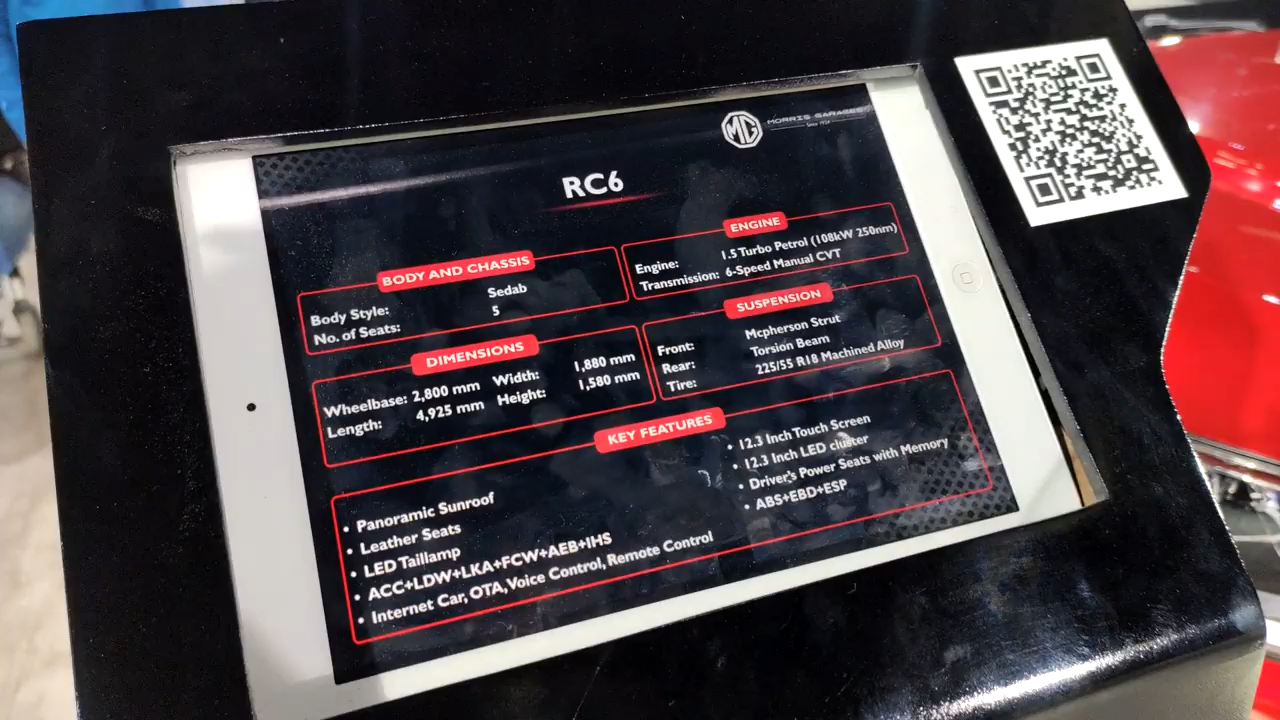 MG
MORRIS GARAGES
Since 1924
RC6
BODY AND CHASSIS
Body Style: Sedab
No. of Seats: 5
ENGINE
Engine: 1.5 Turbo Petrol (108kW 250nm)
Transmission: 6-Speed Manual CVT
DIMENSIONS
Wheelbase: 2,800 mm Width: 1,880 mm
Length: 4,925 mm Height: 1,580 mm
SUSPENSION
Front: Mcpherson Strut
Rear: Torsion Beam
Tire: 225/55 R18 Machined Alloy
KEY FEATURES
• Panoramic Sunroof
• Leather Seats
• LED Taillamp
• ACC+LDW+LKA+FCW+AEB+IHS
• Internet Car, OTA, Voice Control, Remote Control
• 12.3 Inch Touch Screen
• 12.3 Inch LED cluster
• Driver's Power Seats with Memory
• ABS+EBD+ESP